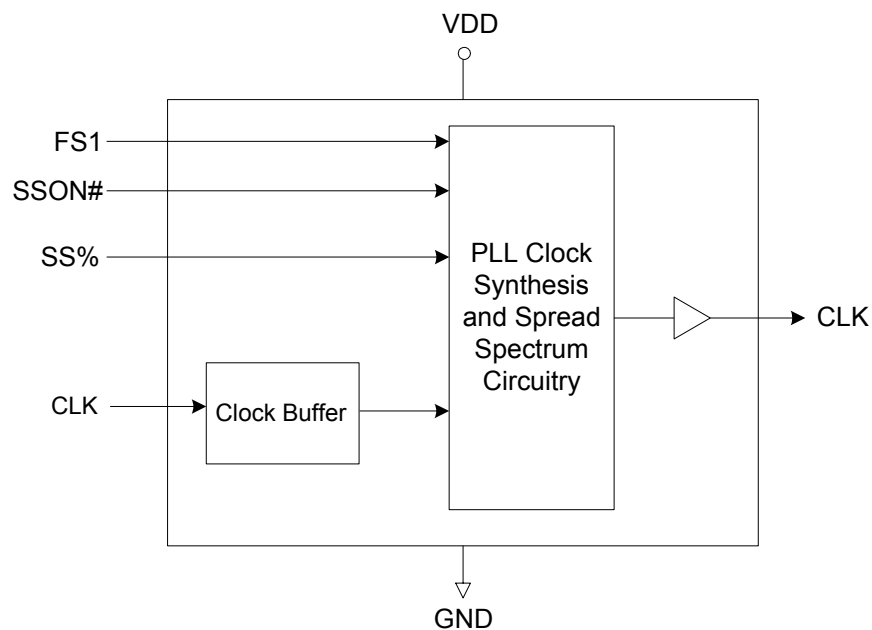 VDD
FS1
SSON#
SS%
PLL Clock
Synthesis
and Spread
Spectrum
Circuitry
CLK
CLK
Clock Buffer
GND